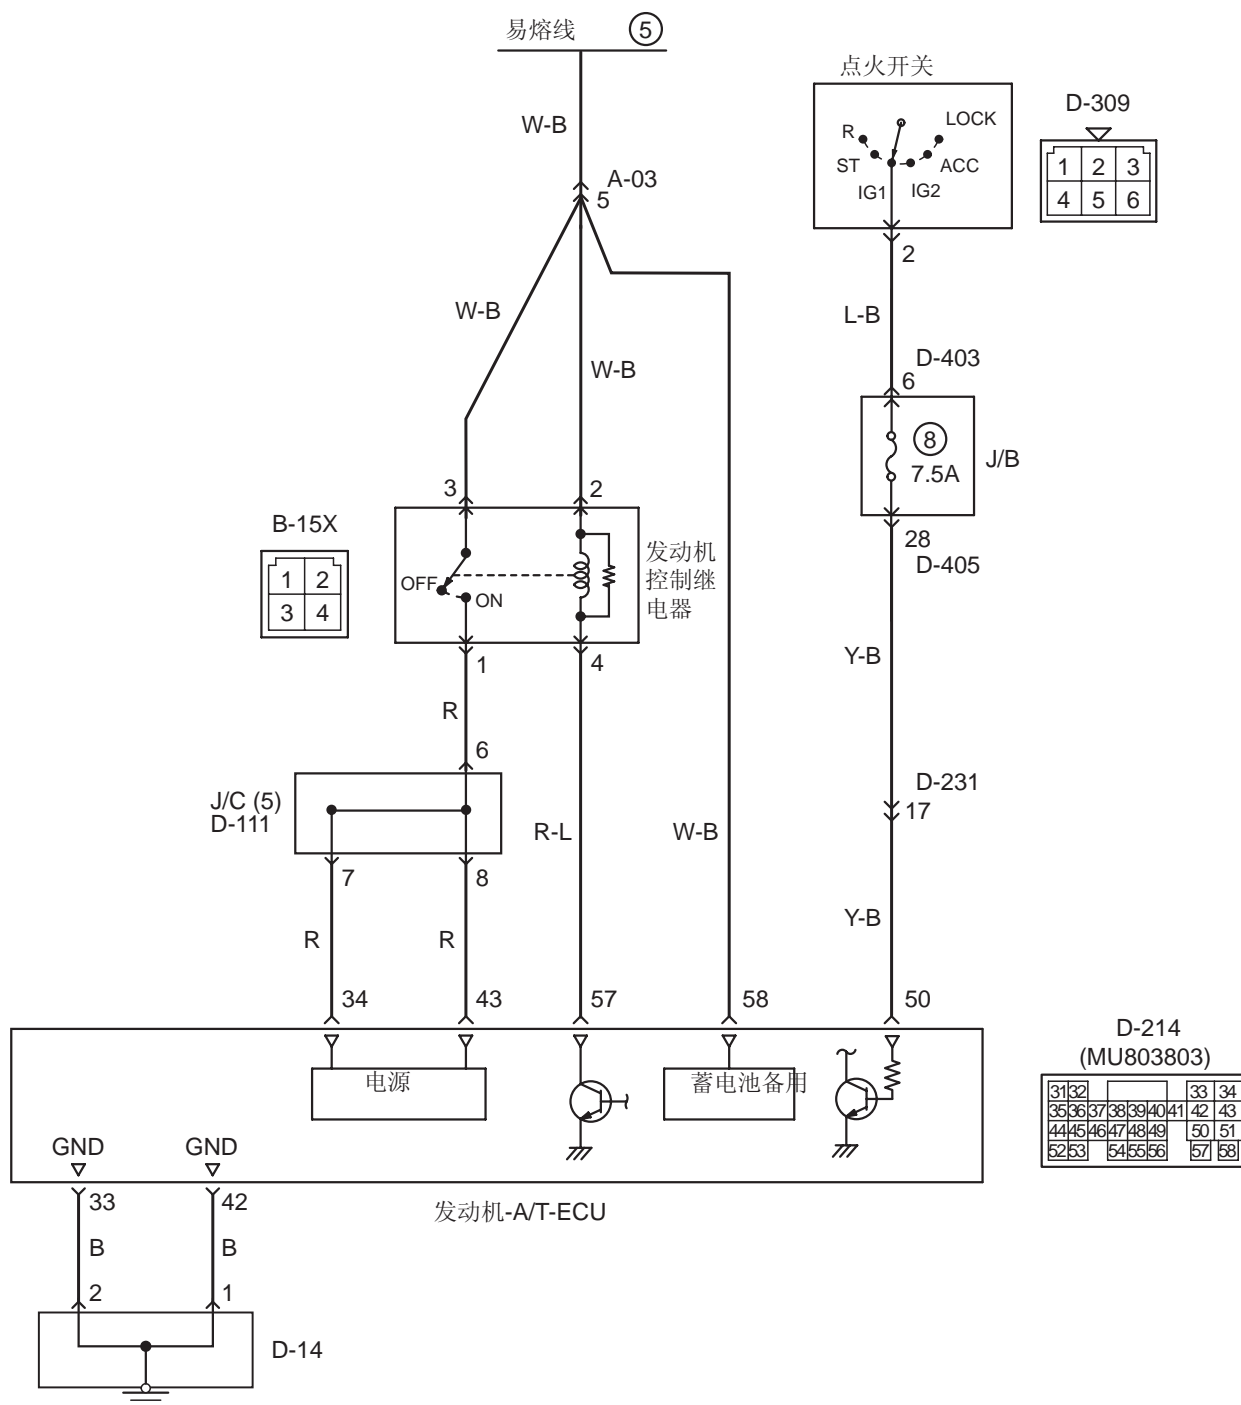 易熔线 5
点火开关
D-309
W-B
R
LOCK
ST
ACC
IG1
IG2
1 2 3
4 5 6
A-03
5
2
W-B
L-B
W-B
D-403
6
8
7.5A
J/B
3
2
B-15X
1 2
3 4
OFF
ON
发动机
控制继
电器
28
D-405
1
4
Y-B
R
6
D-231
17
J/C (5)
D-111
R-L
W-B
7
8
R
R
Y-B
34
43
57
58
50
D-214
(MU803803)
电源
蓄电池备用
31 32 33 34
35 36 37 38 39 40 41 42 43
44 45 46 47 48 49 50 51
52 53 54 55 56 57 58
GND
GND
33
42
发动机-A/T-ECU
B
B
2
1
D-14